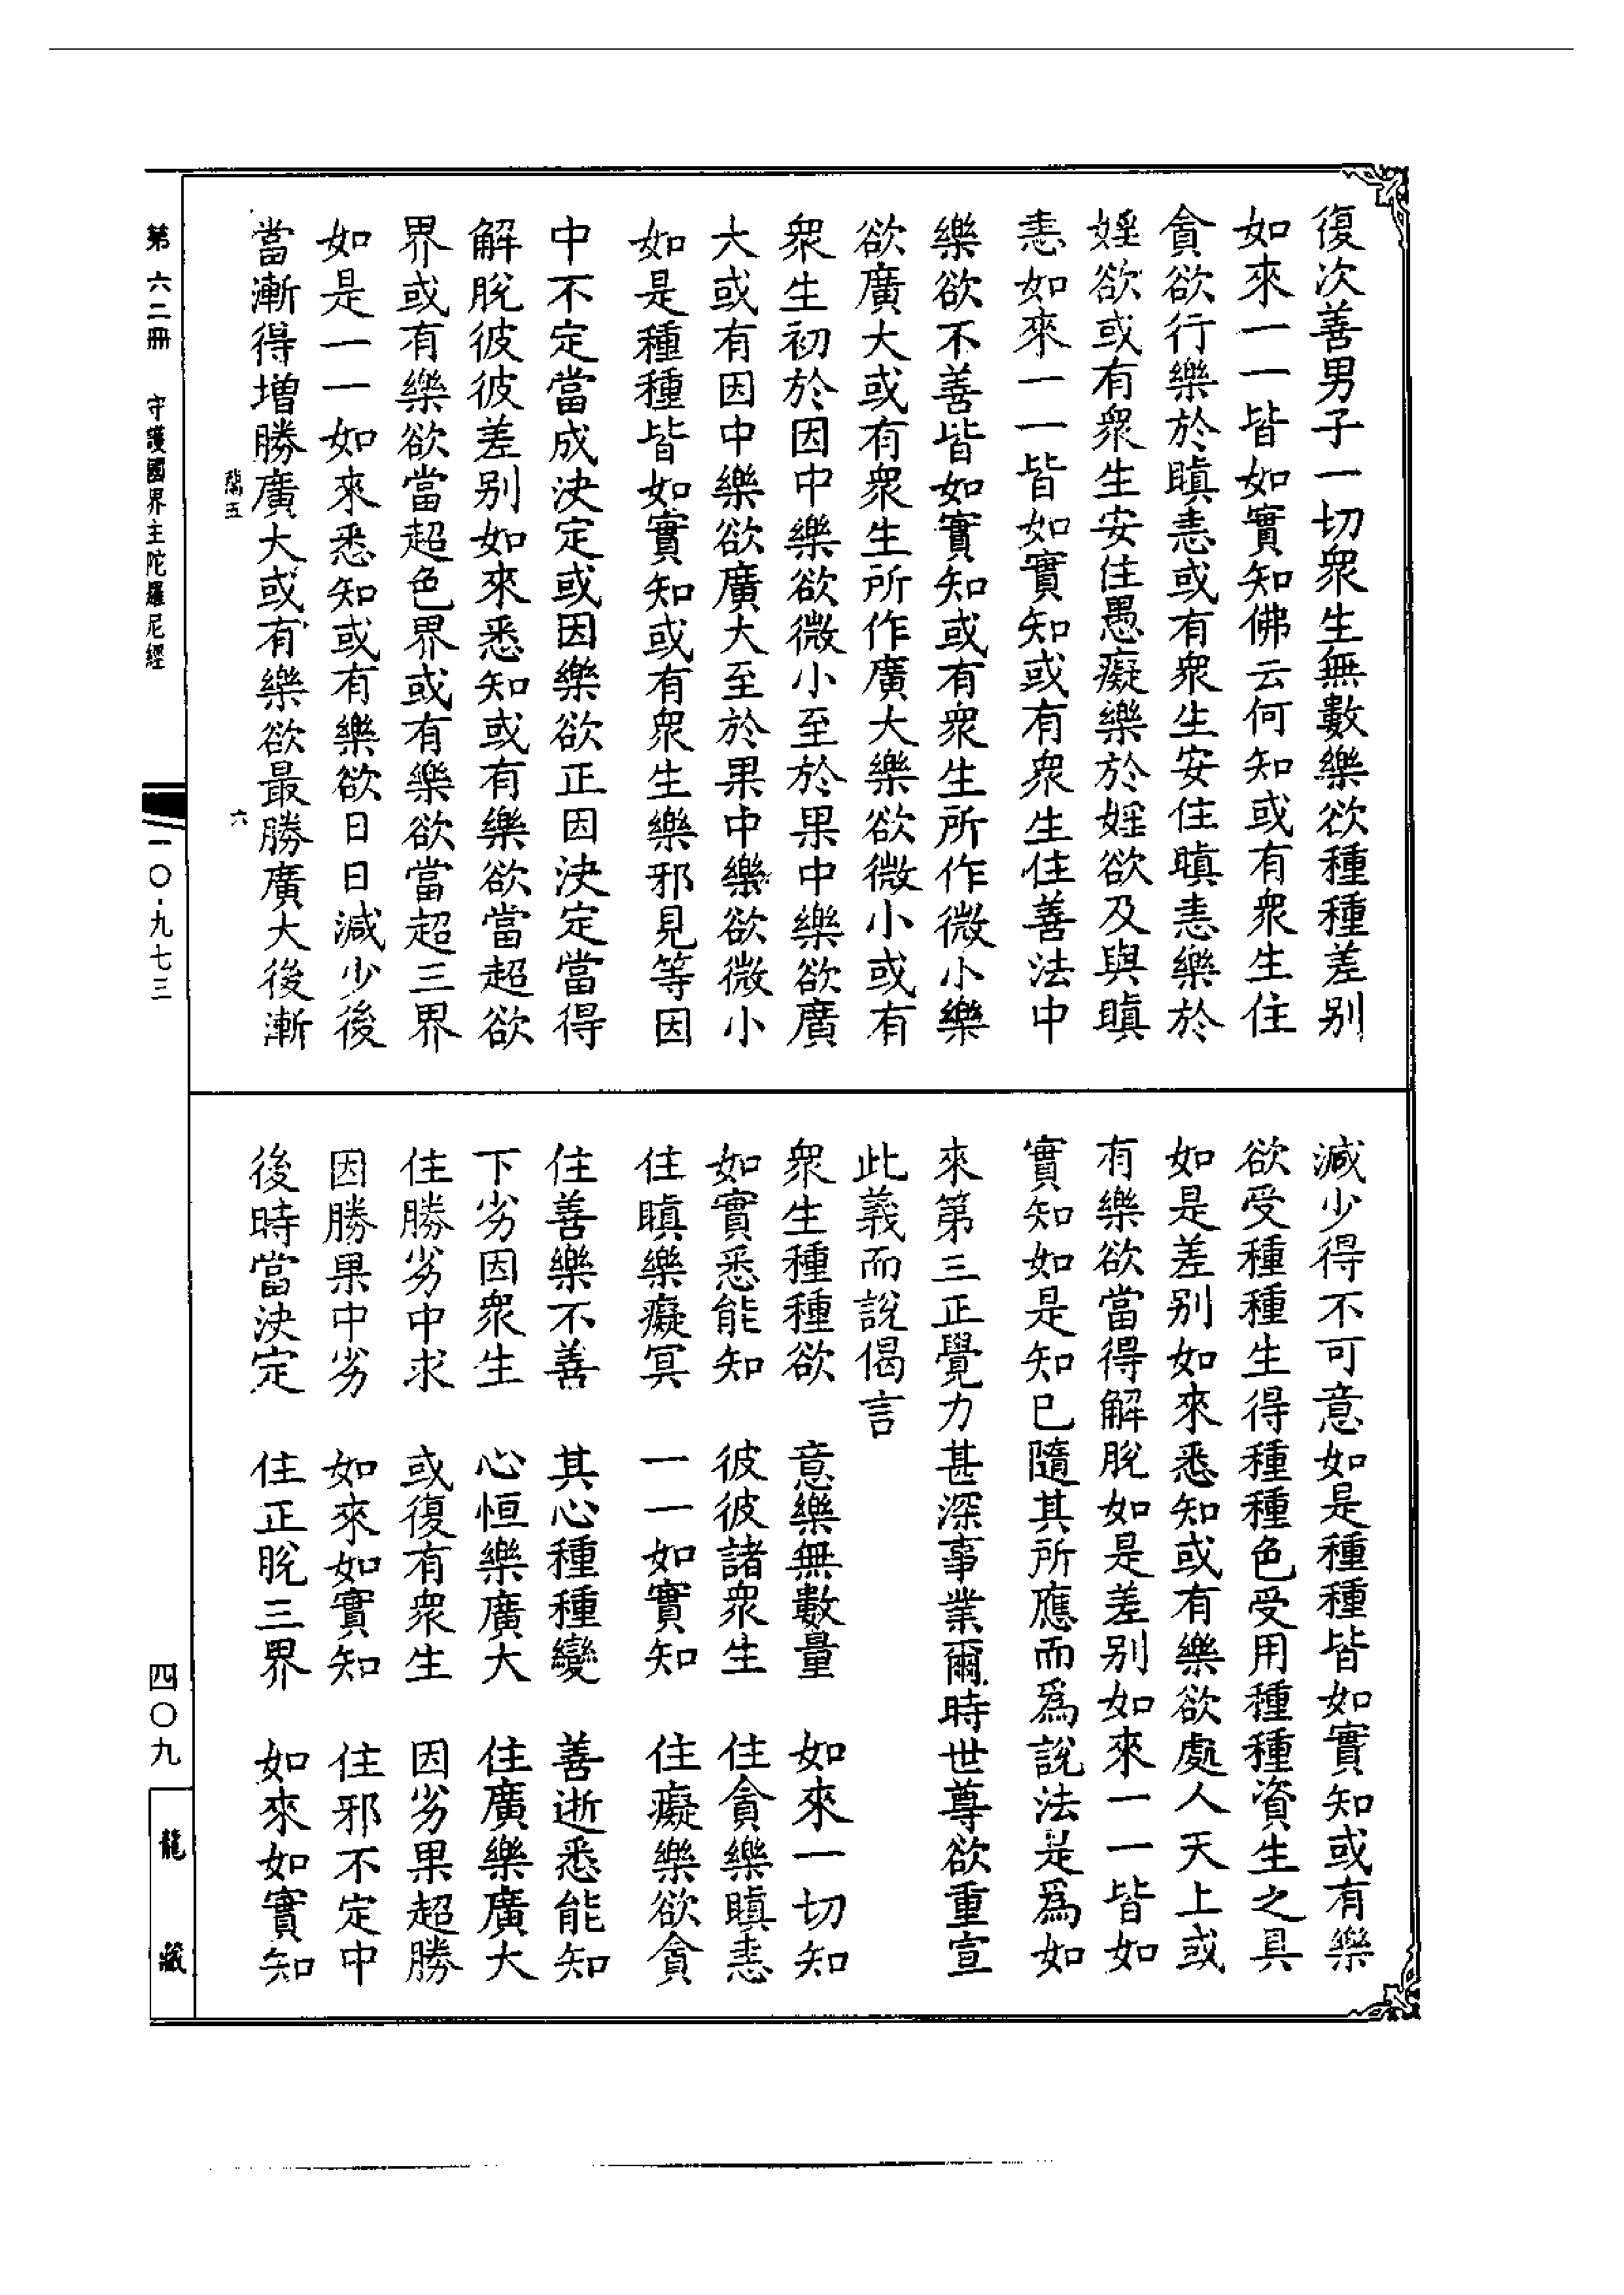 復次善男子一切衆生無數樂欲種種差别
如來一一皆如實知佛云何知或有衆生住
貪欲行樂於瞋恚或有衆生安住瞋恚樂於
婬欲或有衆生安住愚癡樂於婬欲及與瞋
恚如來一一皆如實知或有衆生住善法中
樂欲不善皆如實知或有衆生所作微小樂
欲廣大或有衆生所作廣大樂欲微小或有
衆生初於因中樂欲微小至於果中樂欲廣
大或有因中樂欲廣大至於果中樂欲微小
如是種種皆如實知或有衆生樂邪見等因
中不定當成決定或因樂欲正因決定當得
解脫彼彼差别如來悉知或有樂欲當超欲
界或有樂欲當超色界或有樂欲當超三界
如是一一如來悉知或有樂欲日日減少後
當漸得增勝廣大或有樂欲最勝廣大後漸
減少得不可意如是種種皆如實知或有樂
欲受種種生得種種色受用種種資生之具
如是差别如來悉知或有樂欲處人天上或
有樂欲當得解脫如是差别如來一一皆如
實知如是知已隨其所應而爲說法是爲如
來第三正覺力甚深事業爾時世尊欲重宣
此義而說偈言
衆生種種欲　意樂無數量　如來一切知
如實悉能知　彼彼諸衆生　住貪樂瞋恚
住瞋樂癡冥　一一如實知　住癡樂欲貪
住善樂不善　其心種種變　善逝悉能知
下劣因衆生　心恒樂廣大　住廣樂廣大
住勝劣中求　或復有衆生　因劣果超勝
因勝果中劣　如來如實知　住邪不定中
後時當決定　住正脫三界　如來如實知
六
第六二冊　守護國界主陀羅尼經
一〇·九七三
四〇九
龍藏